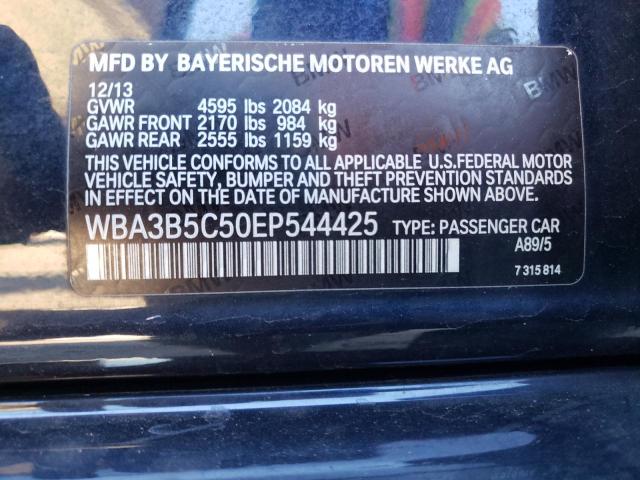 MFD BY BAYERISCHE MOTOREN WERKE AG
12/13
GVWR 4595 lbs 2084 kg
GAWR FRONT 2170 lbs 984 kg
GAWR REAR 2555 lbs 1159 kg
THIS VEHICLE CONFORMS TO ALL APPLICABLE U.S.FEDERAL MOTOR
VEHICLE SAFETY, BUMPER, AND THEFT PREVENTION STANDARDS
IN EFFECT ON THE DATE OF MANUFACTURE SHOWN ABOVE.
WBA3B5C50EP544425 TYPE: PASSENGER CAR
A89/5
7 315 814